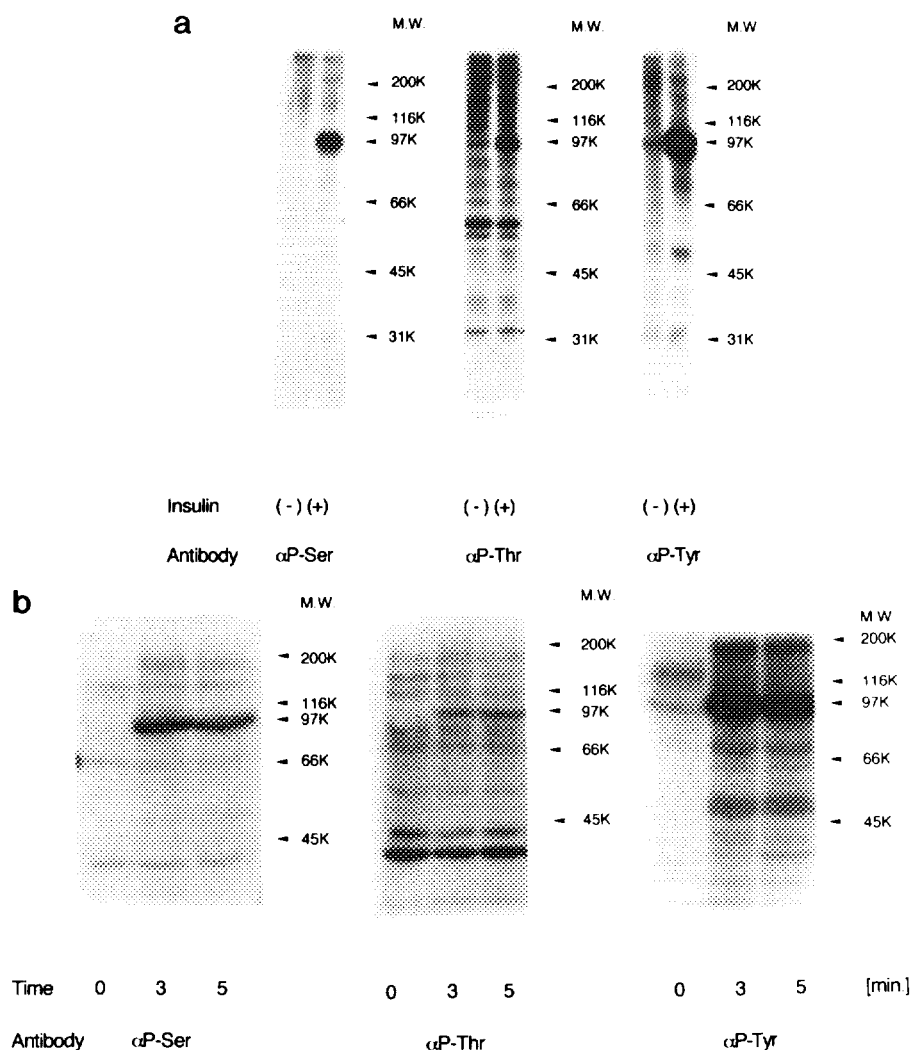 a
M.W. M.W. M.W.
200K 200K 200K
116K 116K 116K
97K 97K 97K
66K 66K 66K
45K 45K 45K
31K 31K 31K
Insulin (-) (+) (-) (+) (-) (+)
Antibody αP-Ser αP-Thr αP-Tyr
b
M.W. M.W. M.W
200K 200K 200K
116K 116K 116K
97K 97K 97K
66K 66K 66K
45K 45K 45K
Time 0 3 5 0 3 5 0 3 5 [min.]
Antibody αP-Ser αP-Thr αP-Tyr